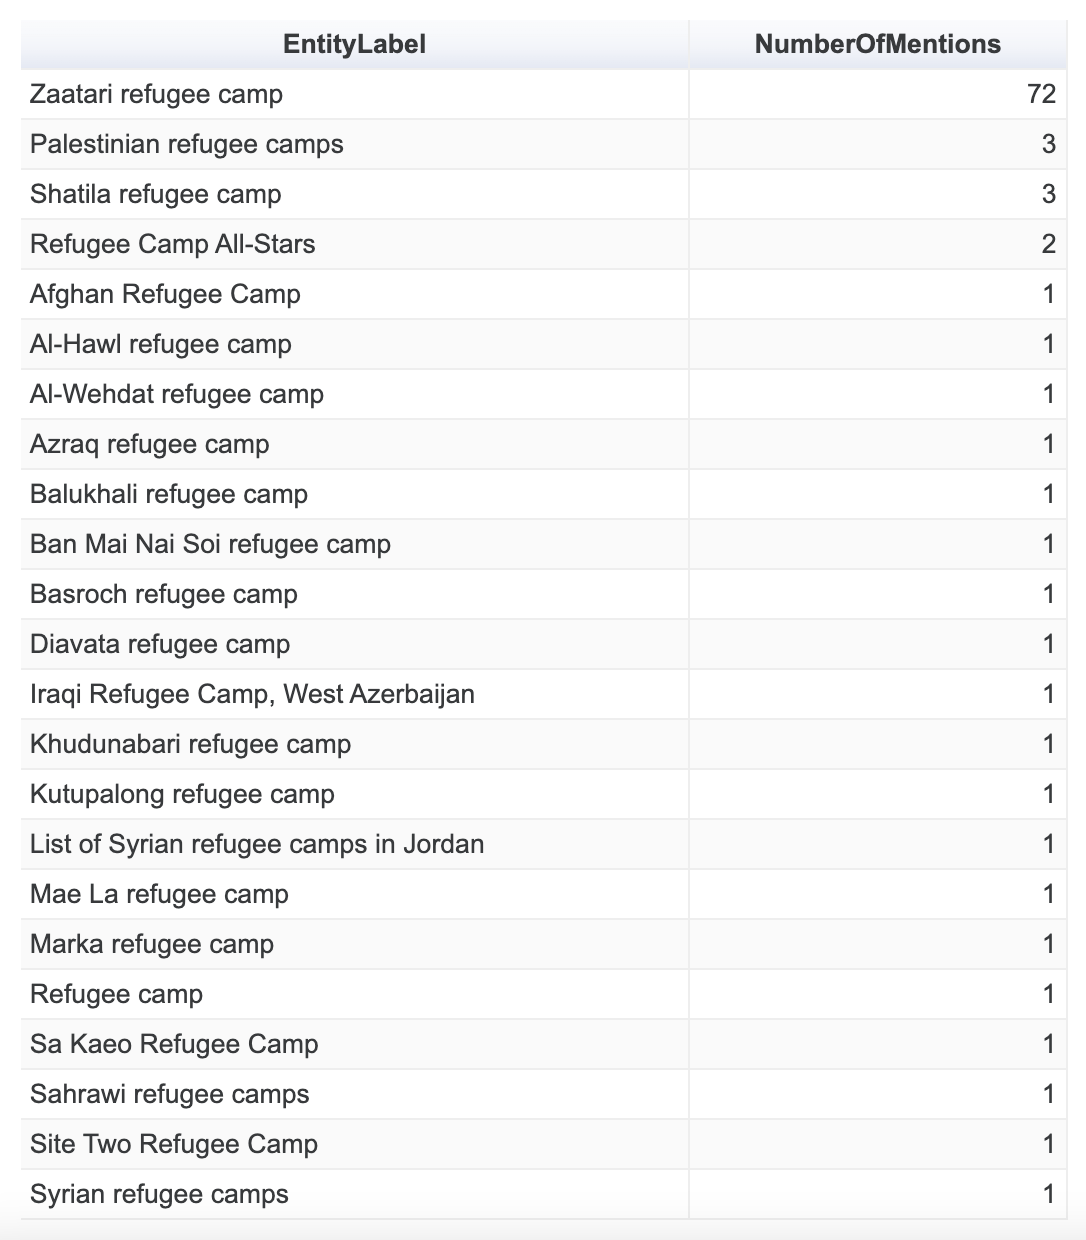 EntityLabel NumberOfMentions
Zaatari refugee camp 72
Palestinian refugee camps 3
Shatila refugee camp 3
Refugee Camp All-Stars 2
Afghan Refugee Camp 1
Al-Hawl refugee camp 1
Al-Wehdat refugee camp 1
Azraq refugee camp 1
Balukhali refugee camp 1
Ban Mai Nai Soi refugee camp 1
Basroch refugee camp 1
Diavata refugee camp 1
Iraqi Refugee Camp, West Azerbaijan 1
Khudunabari refugee camp 1
Kutupalong refugee camp 1
List of Syrian refugee camps in Jordan 1
Mae La refugee camp 1
Marka refugee camp 1
Refugee camp 1
Sa Kaeo Refugee Camp 1
Sahrawi refugee camps 1
Site Two Refugee Camp 1
Syrian refugee camps 1